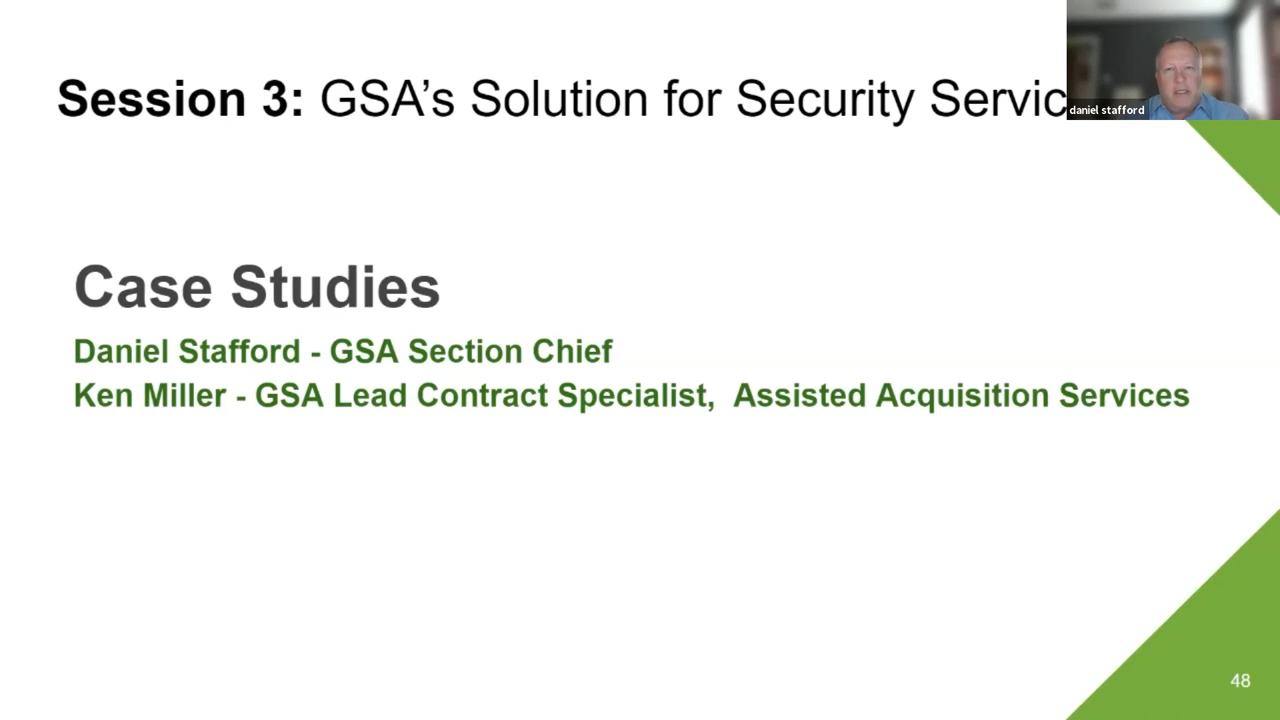 Session 3: GSA's Solution for Security Servic
daniel stafford
Case Studies
Daniel Stafford - GSA Section Chief
Ken Miller - GSA Lead Contract Specialist, Assisted Acquisition Services
48